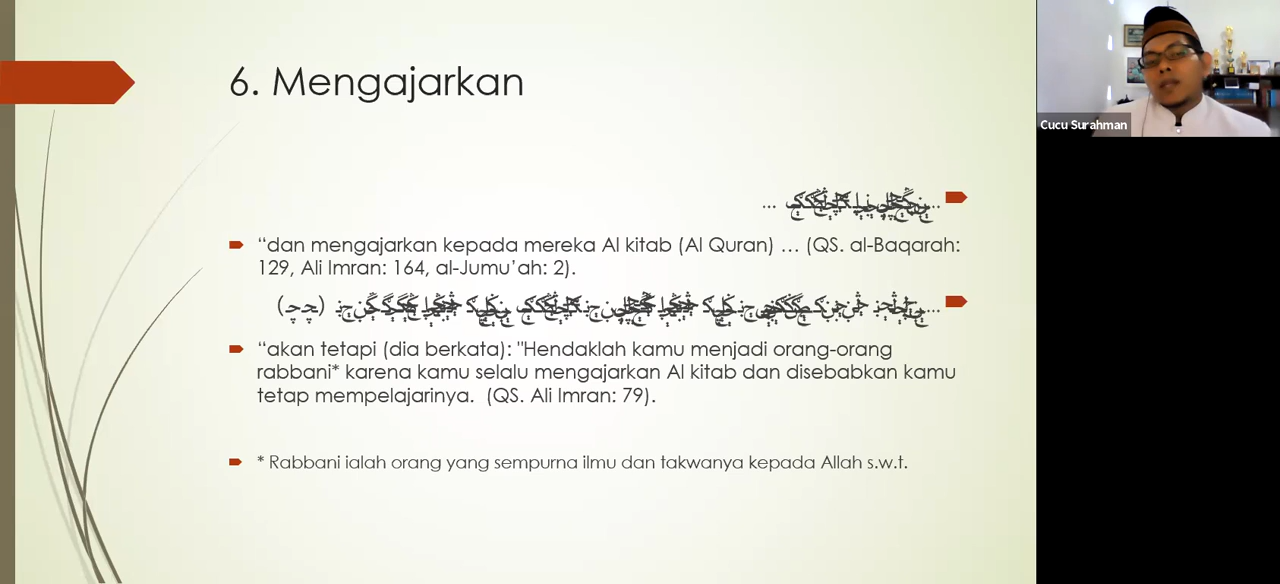 6. Mengajarkan
“dan mengajarkan kepada mereka Al kitab (Al Quran) … (QS. al-Baqarah:
129, Ali Imran: 164, al-Jumu’ah: 2).
“akan tetapi (dia berkata): "Hendaklah kamu menjadi orang-orang
rabbani* karena kamu selalu mengajarkan Al kitab dan disebabkan kamu
tetap mempelajarinya.  (QS. Ali Imran: 79).
* Rabbani ialah orang yang sempurna ilmu dan takwanya kepada Allah s.w.t.
Cucu Surahman